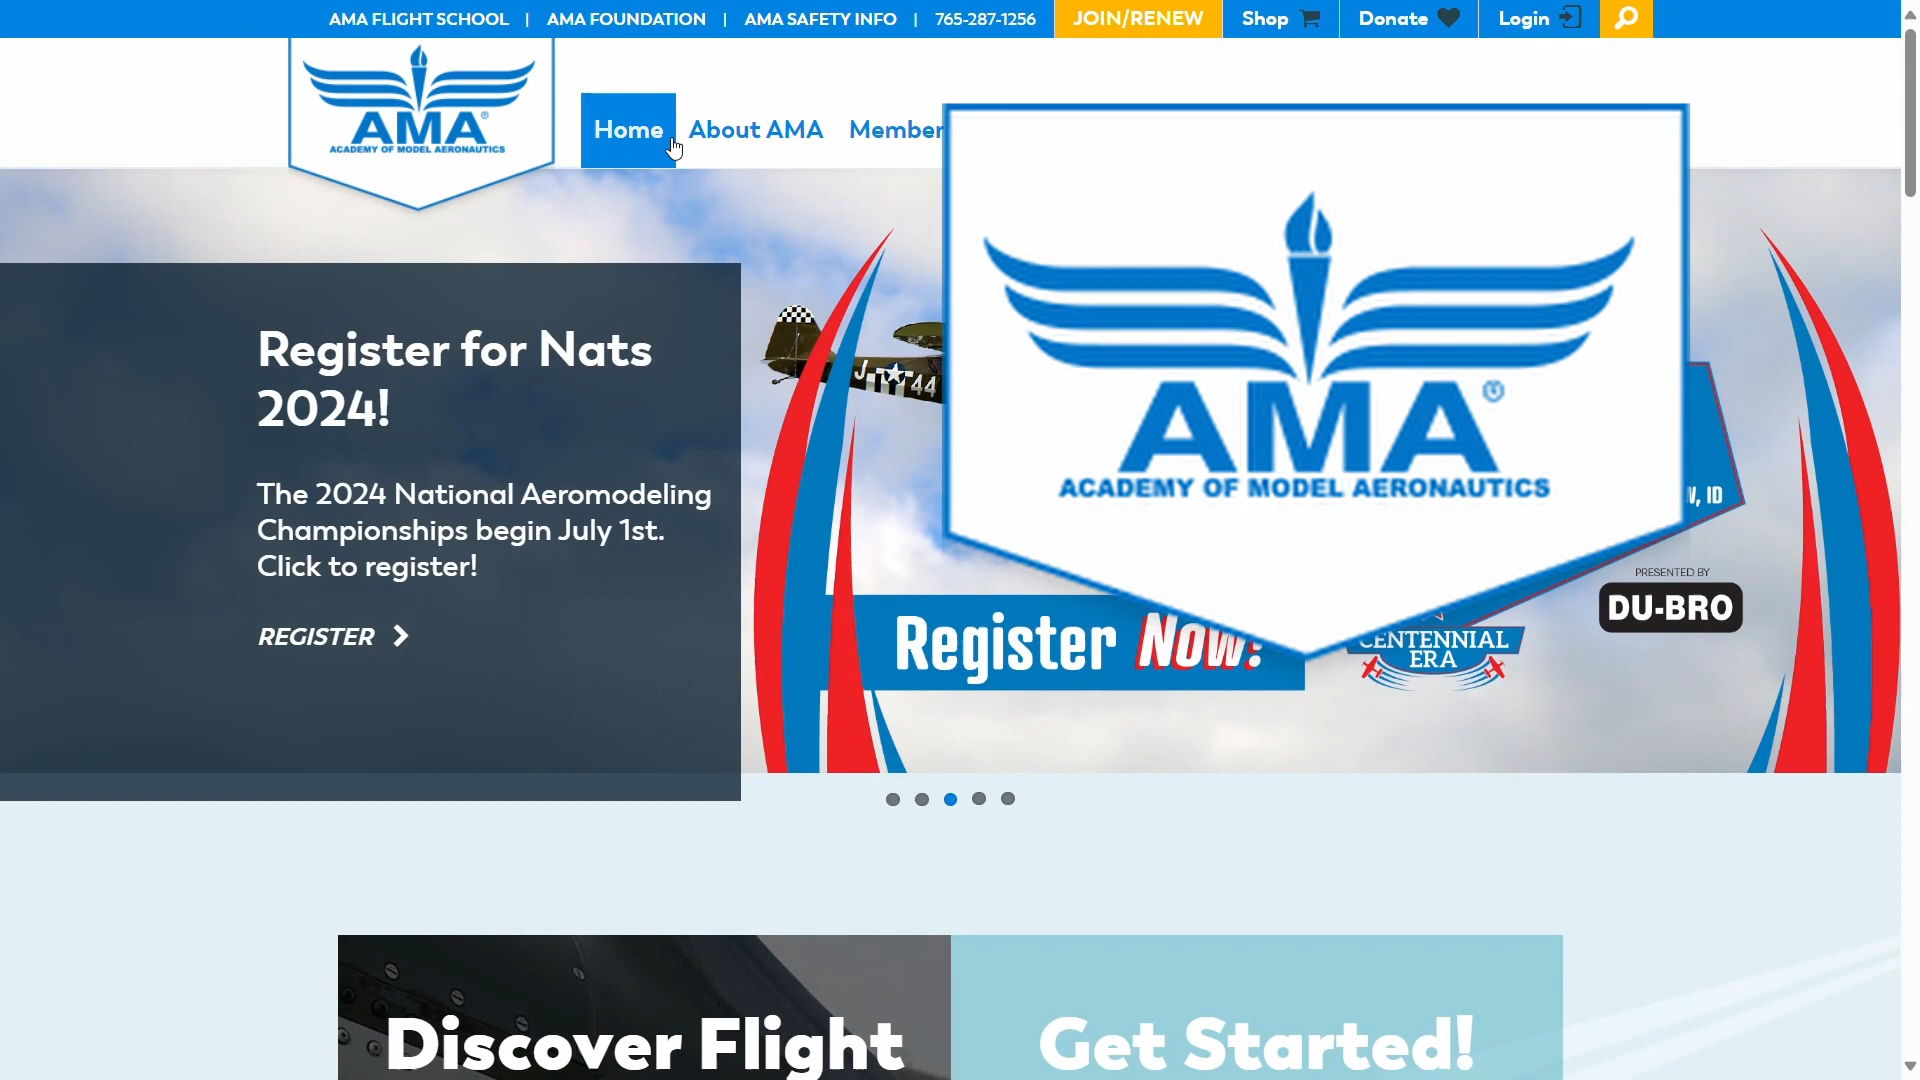 AMA FLIGHT SCHOOL | AMA FOUNDATION | AMA SAFETY INFO | 765-287-1256 JOIN/RENEW Shop Donate Login
AMA®
ACADEMY OF MODEL AERONAUTICS
Home About AMA Member
AMA®
ACADEMY OF MODEL AERONAUTICS
Register for Nats
2024!
The 2024 National Aeromodeling
Championships begin July 1st.
Click to register!
REGISTER
J 44
, ID
PRESENTED BY
DU-BRO
Register Now!
CENTENNIAL
ERA
Discover Flight
Get Started!